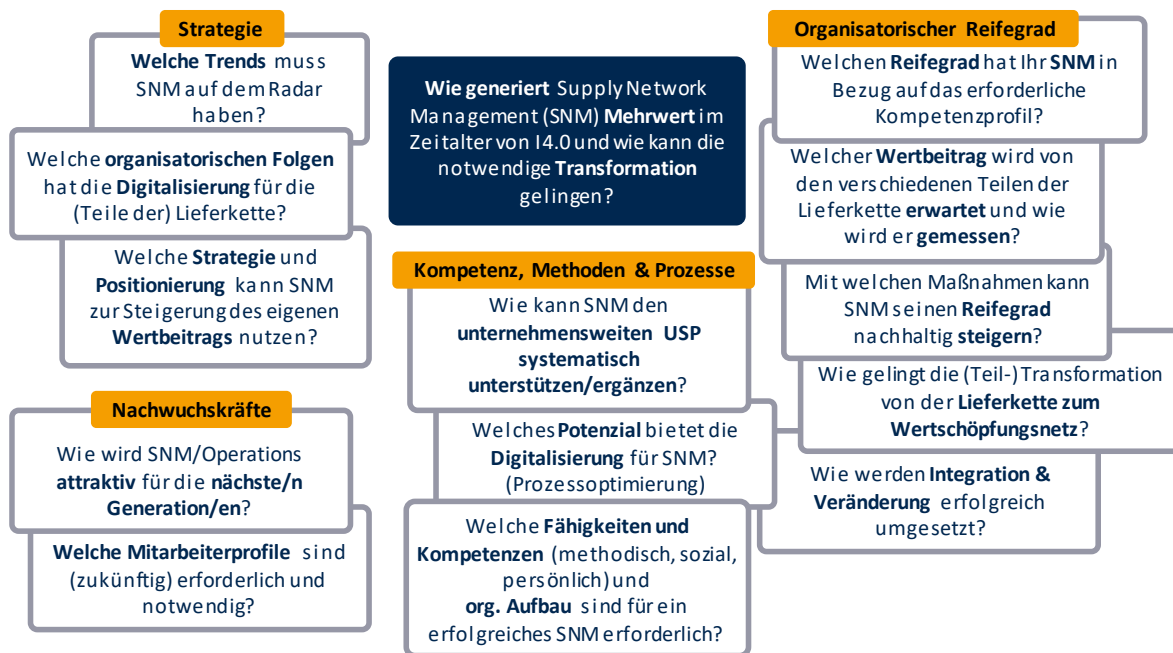 Strategie
Welche Trends muss
SNM auf dem Radar
haben?
Welche organisatorischen Folgen
hat die Digitalisierung für die
(Teile der) Lieferkette?
Welche Strategie und
Positionierung kann SNM
zur Steigerung des eigenen
Wertbeitrags nutzen?
Nachwuchskräfte
Wie wird SNM/Operations
attraktiv für die nächste/n
Generation/en?
Welche Mitarbeiterprofile sind
(zukünftig) erforderlich und
notwendig?
Wie generiert Supply Network
Management (SNM) Mehrwert im
Zeitalter von I4.0 und wie kann die
notwendige Transformation
gelingen?
Kompetenz, Methoden & Prozesse
Wie kann SNM den
unternehmensweiten USP
systematisch
unterstützen/ergänzen?
Welches Potenzial bietet die
Digitalisierung für SNM?
(Prozessoptimierung)
Welche Fähigkeiten und
Kompetenzen (methodisch, sozial,
persönlich) und
org. Aufbau sind für ein
erfolgreiches SNM erforderlich?
Organisatorischer Reifegrad
Welchen Reifegrad hat Ihr SNM in
Bezug auf das erforderliche
Kompetenzprofil?
Welcher Wertbeitrag wird von
den verschiedenen Teilen der
Lieferkette erwartet und wie
wird er gemessen?
Mit welchen Maßnahmen kann
SNM seinen Reifegrad
nachhaltig steigern?
Wie gelingt die (Teil-) Transformation
von der Lieferkette zum
Wertschöpfungsnetz?
Wie werden Integration &
Veränderung erfolgreich
umgesetzt?